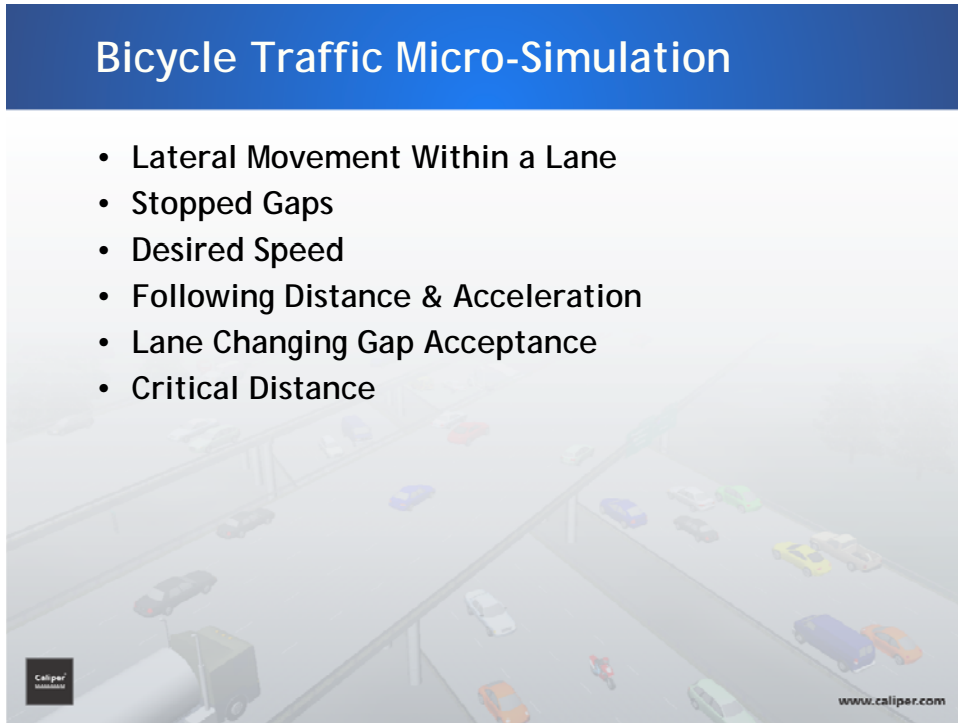 Bicycle Traffic Micro-Simulation
• Lateral Movement Within a Lane
• Stopped Gaps
• Desired Speed
• Following Distance & Acceleration
• Lane Changing Gap Acceptance
• Critical Distance
Caliper
www.caliper.com